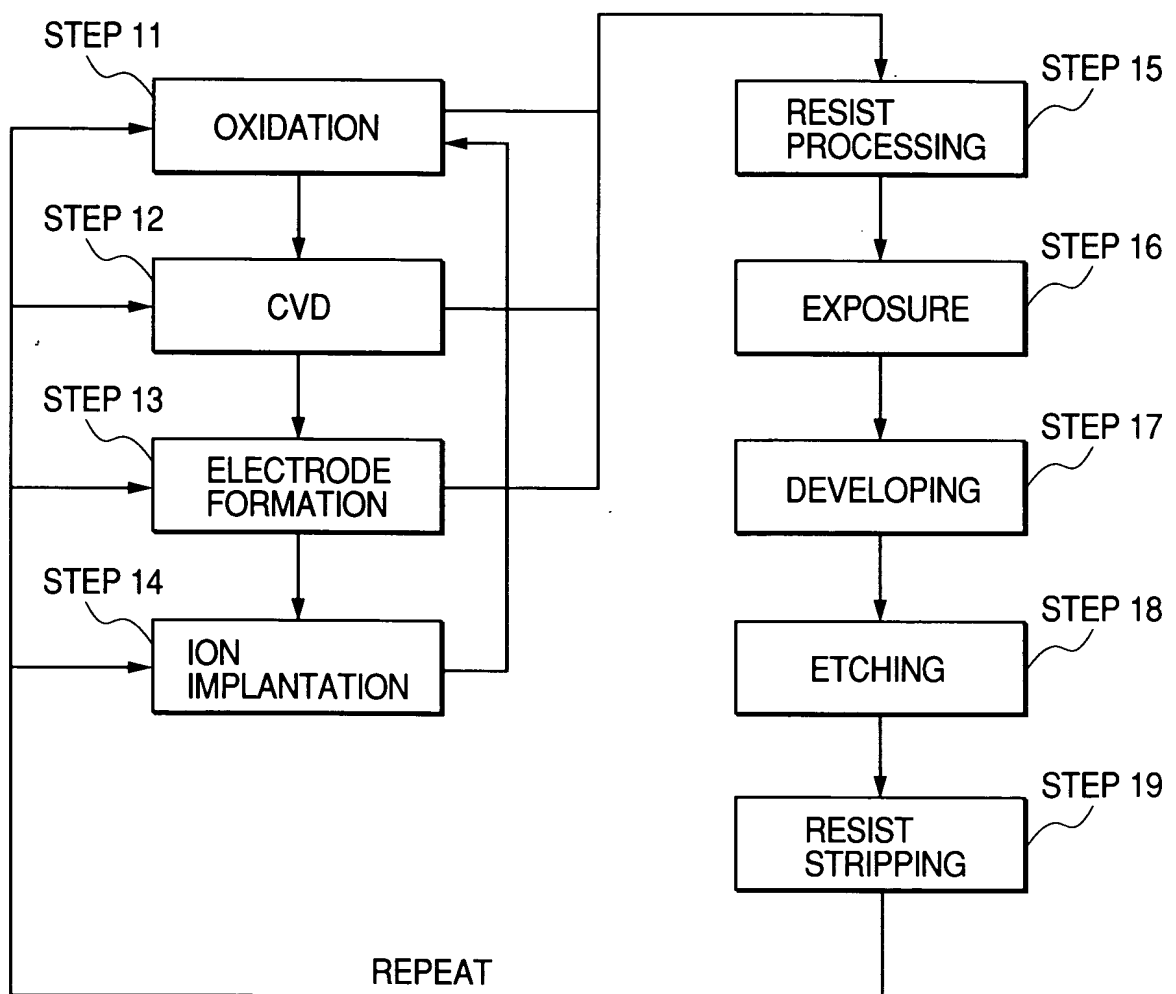 STEP 11
OXIDATION
STEP 12
CVD
STEP 13
ELECTRODE
FORMATION
STEP 14
ION
IMPLANTATION
STEP 15
RESIST
PROCESSING
STEP 16
EXPOSURE
STEP 17
DEVELOPING
STEP 18
ETCHING
STEP 19
RESIST
STRIPPING
REPEAT